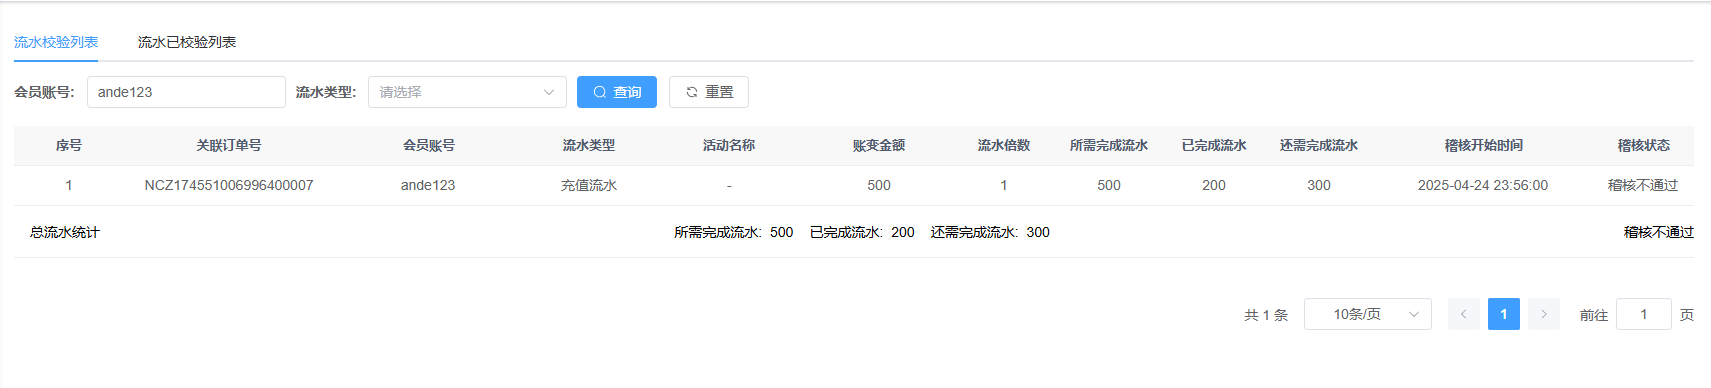 流水校验列表 流水已校验列表
会员账号: ande123 流水类型: 请选择 查询 重置
序号 关联订单号 会员账号 流水类型 活动名称 账变金额 流水倍数 所需完成流水 已完成流水 还需完成流水 稽核开始时间 稽核状态
1 NCZ174551006996400007 ande123 充值流水 - 500 1 500 200 300 2025-04-24 23:56:00 稽核不通过
总流水统计 所需完成流水: 500 已完成流水: 200 还需完成流水: 300 稽核不通过
共 1 条 10条/页 1 前往 1 页